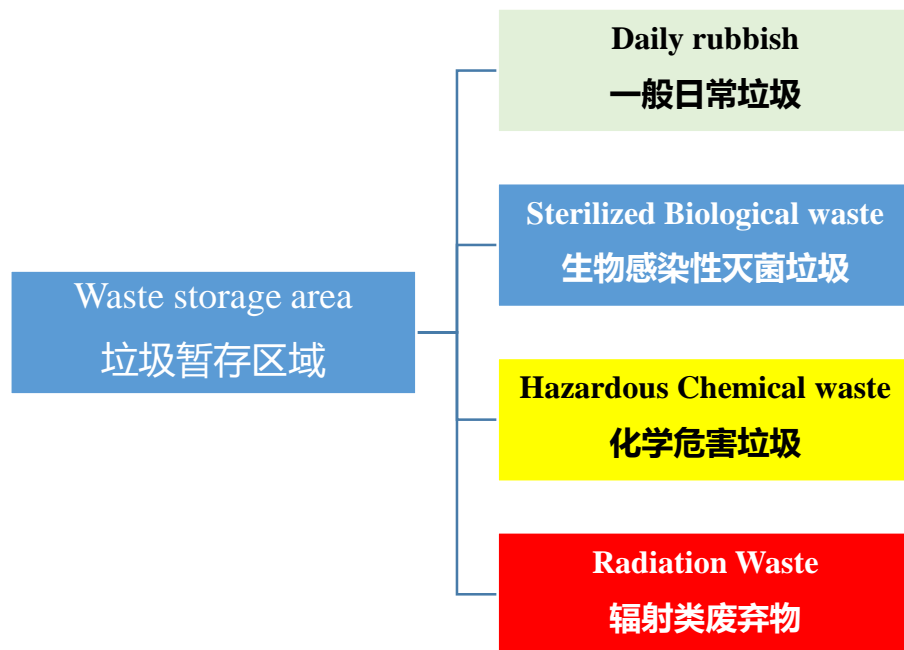 Daily rubbish
一般日常垃圾
Sterilized Biological waste
生物感染性灭菌垃圾
Waste storage area
垃圾暂存区域
Hazardous Chemical waste
化学危害垃圾
Radiation Waste
辐射类废弃物